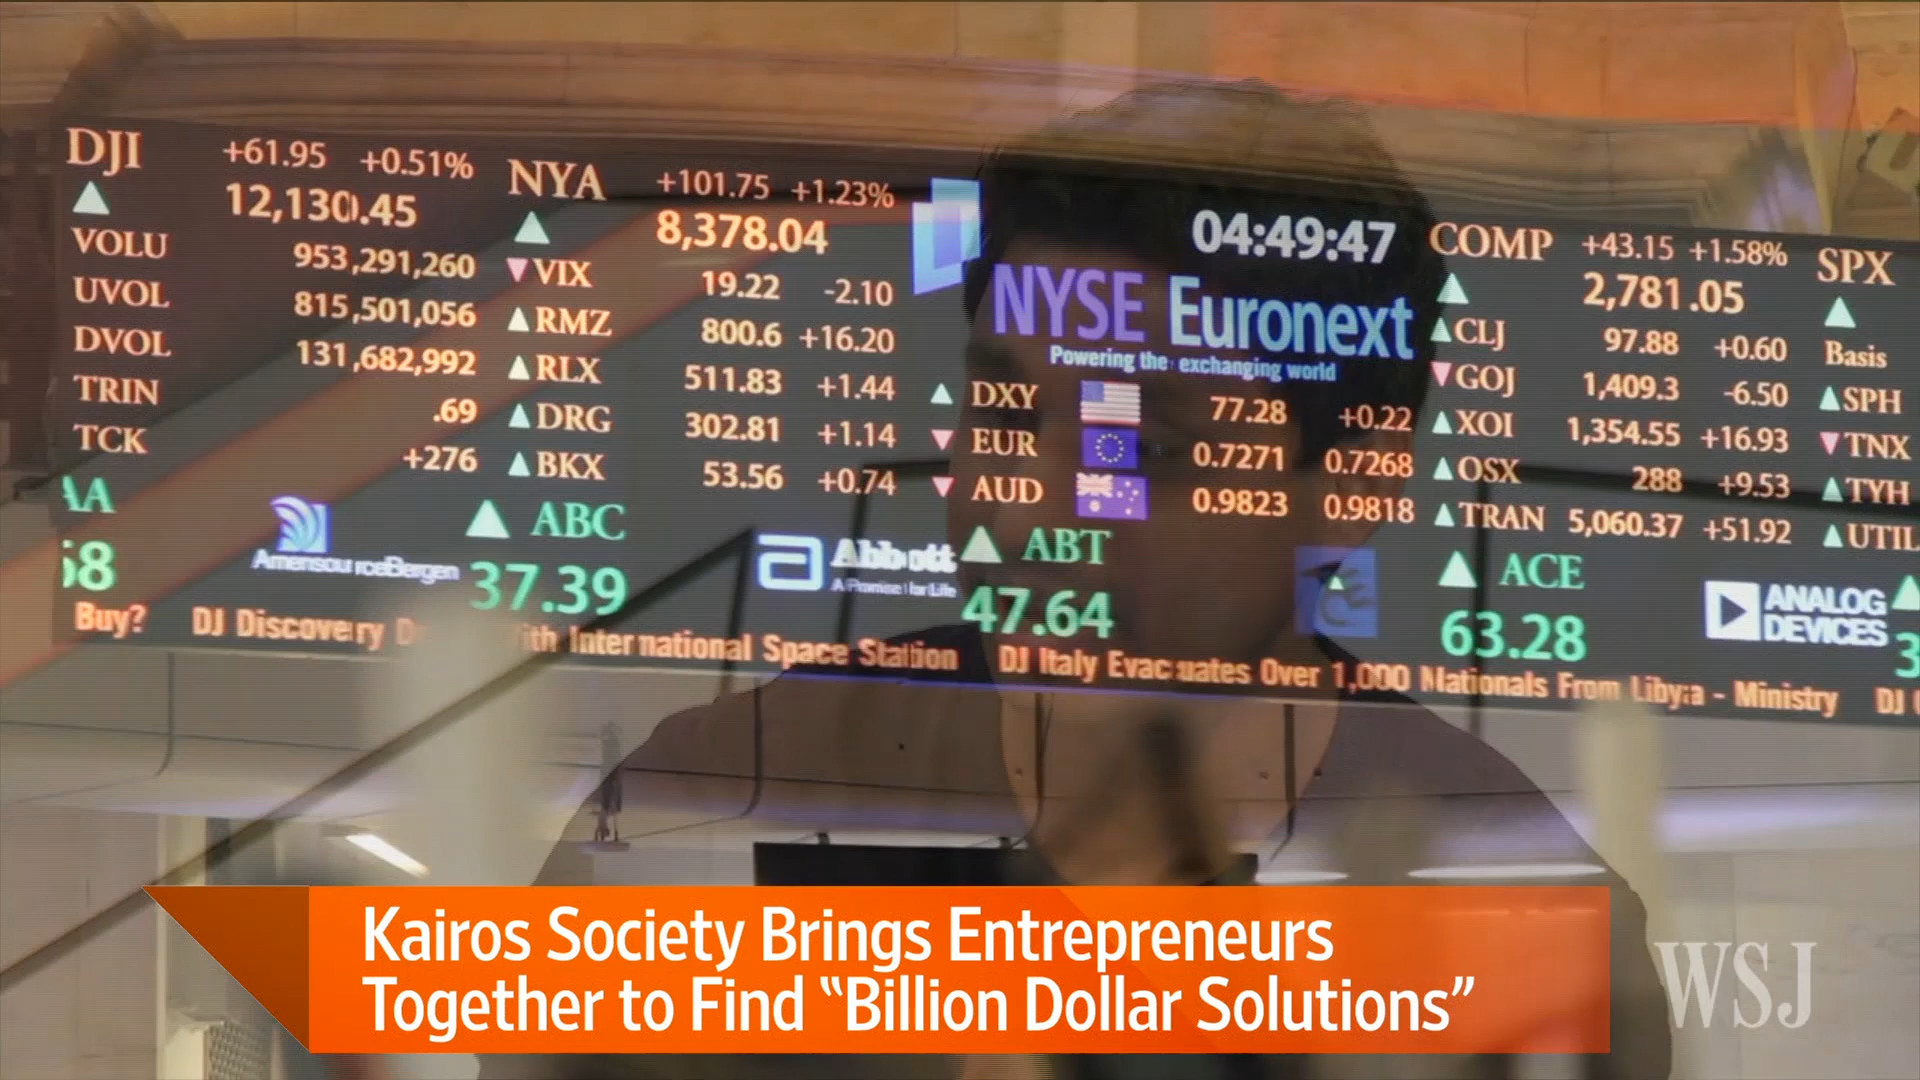 DJI +61.95 +0.51%
12,130.45
VOLU 953,291,260
UVOL 815,501,056
DVOL 131,682,992
TRIN .69
TCK +276
NYA +101.75 +1.23%
8,378.04
VIX 19.22 -2.10
RMZ 800.6 +16.20
RLX 511.83 +1.44
DRG 302.81 +1.14
BKX 53.56 +0.74
04:49:47
NYSE Euronext
Powering the exchanging world
DXY 77.28 +0.22
EUR 0.7271 0.7268
AUD 0.9823 0.9818
COMP +43.15 +1.58%
2,781.05
CLJ 97.88 +0.60
GOJ 1,409.3 -6.50
XOI 1,354.55 +16.93
OSX 288 +9.53
TRAN 5,060.37 +51.92
SPX
Basis
SPH
TNX
TYH
UTIL
AA
58
AmerisourceBergen
ABC
37.39
Abbott
A Promise for Life
ABT
47.64
ACE
63.28
ANALOG
DEVICES
3
Buy? DJ Discovery With International Space Station DJ Italy Evacuates Over 1,000 Nationals From Libya - Ministry DJ
Kairos Society Brings Entrepreneurs
Together to Find “Billion Dollar Solutions”
WSJ